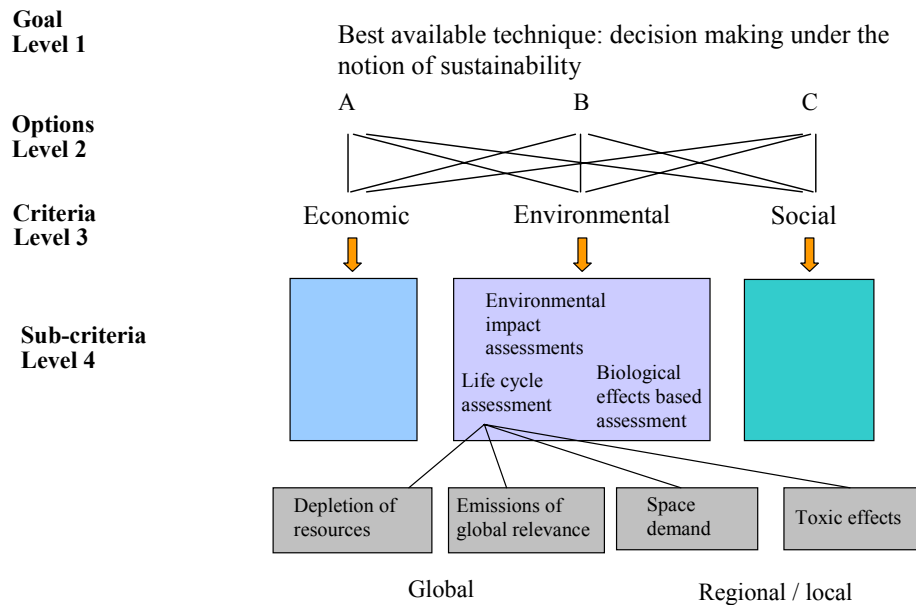 Goal
Level 1
Best available technique: decision making under the
notion of sustainability
A B C
Options
Level 2
Criteria
Level 3
Economic Environmental Social
Sub-criteria
Level 4
Environmental
impact
assessments
Life cycle
assessment
Biological
effects based
assessment
Depletion of
resources
Emissions of
global relevance
Space
demand
Toxic effects
Global
Regional / local